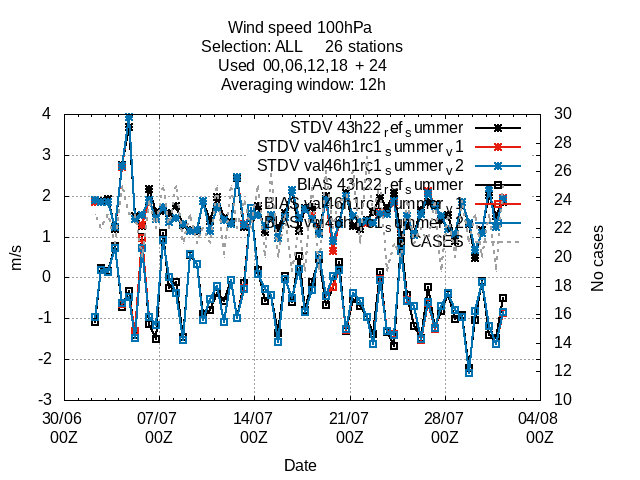 Wind speed 100hPa
Selection: ALL 26 stations
Used 00,06,12,18 + 24
Averaging window: 12h
STDV 43h22_ref_summer
STDV val46h1rc1_summer_v1
STDV val46h1rc1_summer_v2
BIAS 43h22_ref_summer
BIAS val46h1rc1_summer_v1
BIAS val46h1rc1_summer_v2
CASES
4
3
2
1
0
-1
-2
-3
30
28
26
24
22
20
18
16
14
12
10
m/s
No cases
30/06 07/07 14/07 21/07 28/07 04/08
00Z 00Z 00Z 00Z 00Z 00Z
Date